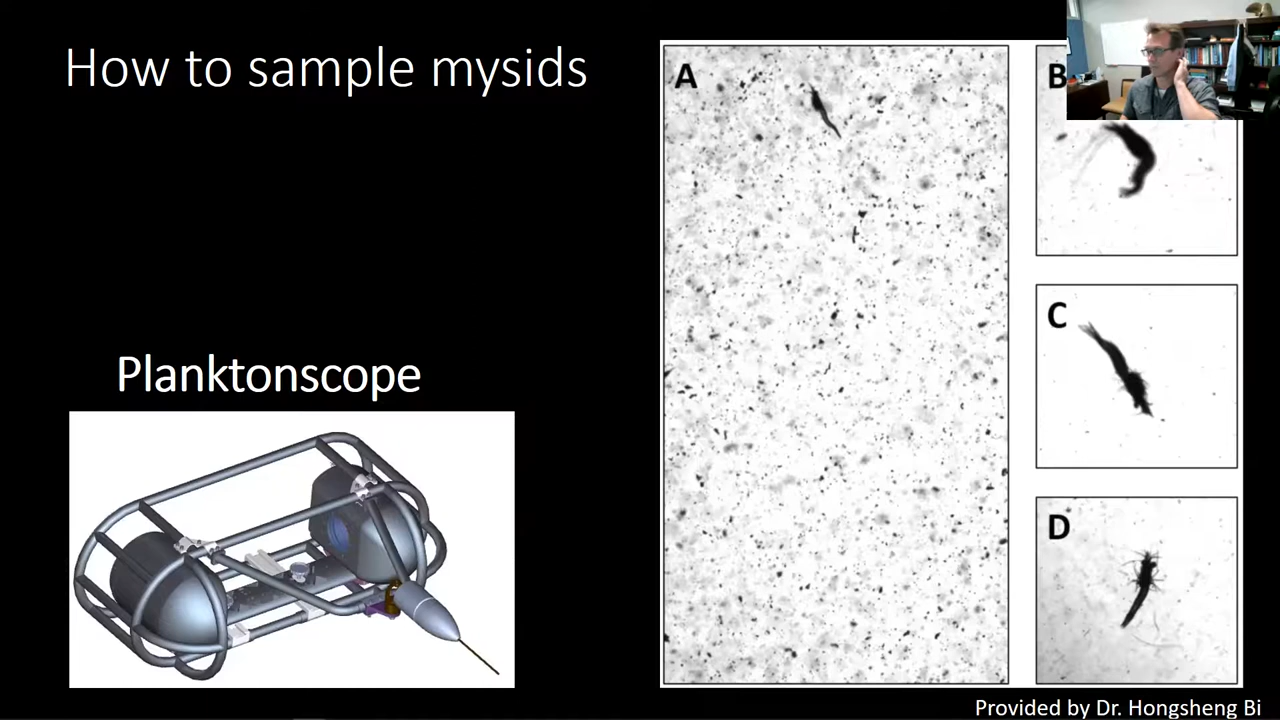 How to sample mysids
A
B
C
Planktonscope
D
Provided by Dr. Hongsheng Bi